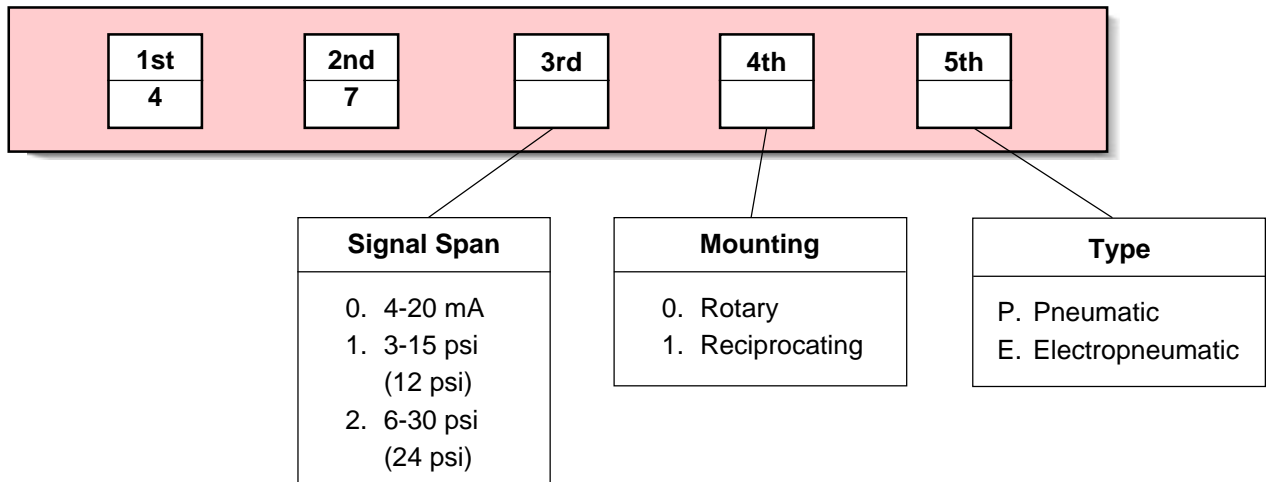 1st
4
2nd
7
3rd
4th
5th
Signal Span
0. 4-20 mA
1. 3-15 psi
(12 psi)
2. 6-30 psi
(24 psi)
Mounting
0. Rotary
1. Reciprocating
Type
P. Pneumatic
E. Electropneumatic